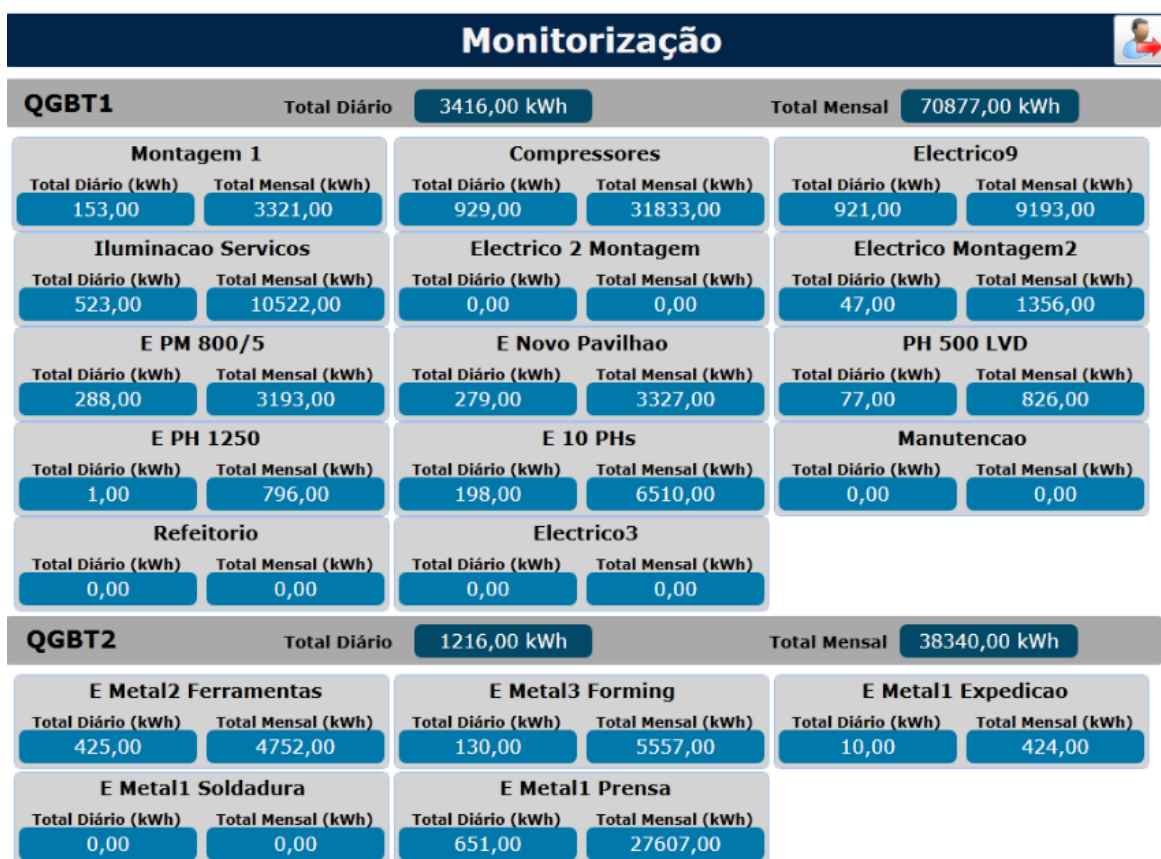 Monitorização
QGBT1 Total Diário 3416,00 kWh Total Mensal 70877,00 kWh
Montagem 1 Compressores Electrico9
Total Diário (kWh) Total Mensal (kWh) Total Diário (kWh) Total Mensal (kWh) Total Diário (kWh) Total Mensal (kWh)
153,00 3321,00 929,00 31833,00 921,00 9193,00
Iluminacao Servicos Electrico 2 Montagem Electrico Montagem2
Total Diário (kWh) Total Mensal (kWh) Total Diário (kWh) Total Mensal (kWh) Total Diário (kWh) Total Mensal (kWh)
523,00 10522,00 0,00 0,00 47,00 1356,00
E PM 800/5 E Novo Pavilhao PH 500 LVD
Total Diário (kWh) Total Mensal (kWh) Total Diário (kWh) Total Mensal (kWh) Total Diário (kWh) Total Mensal (kWh)
288,00 3193,00 279,00 3327,00 77,00 826,00
E PH 1250 E 10 PHs Manutencao
Total Diário (kWh) Total Mensal (kWh) Total Diário (kWh) Total Mensal (kWh) Total Diário (kWh) Total Mensal (kWh)
1,00 796,00 198,00 6510,00 0,00 0,00
Refeitorio Electrico3
Total Diário (kWh) Total Mensal (kWh) Total Diário (kWh) Total Mensal (kWh)
0,00 0,00 0,00 0,00
QGBT2 Total Diário 1216,00 kWh Total Mensal 38340,00 kWh
E Metal2 Ferramentas E Metal3 Forming E Metal1 Expedicao
Total Diário (kWh) Total Mensal (kWh) Total Diário (kWh) Total Mensal (kWh) Total Diário (kWh) Total Mensal (kWh)
425,00 4752,00 130,00 5557,00 10,00 424,00
E Metal1 Soldadura E Metal1 Prensa
Total Diário (kWh) Total Mensal (kWh) Total Diário (kWh) Total Mensal (kWh)
0,00 0,00 651,00 27607,00